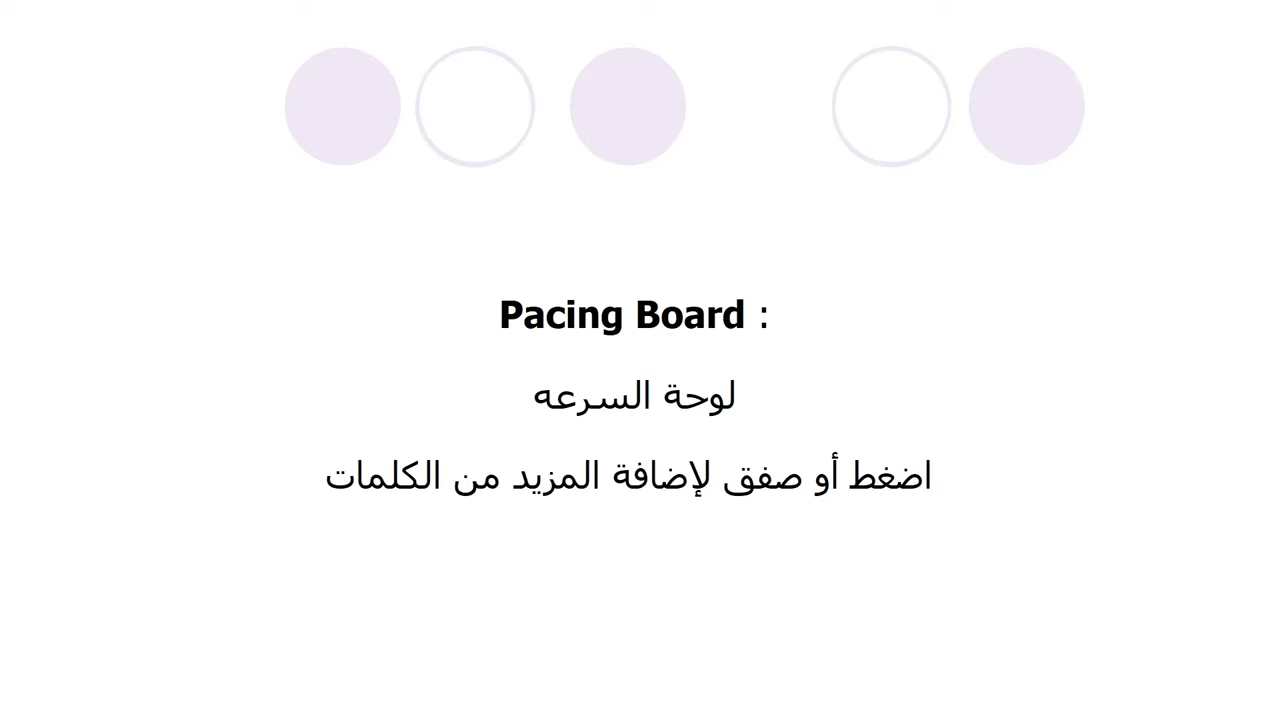 Pacing Board :
لوحة السرعه
اضغط أو صفق لإضافة المزيد من الكلمات